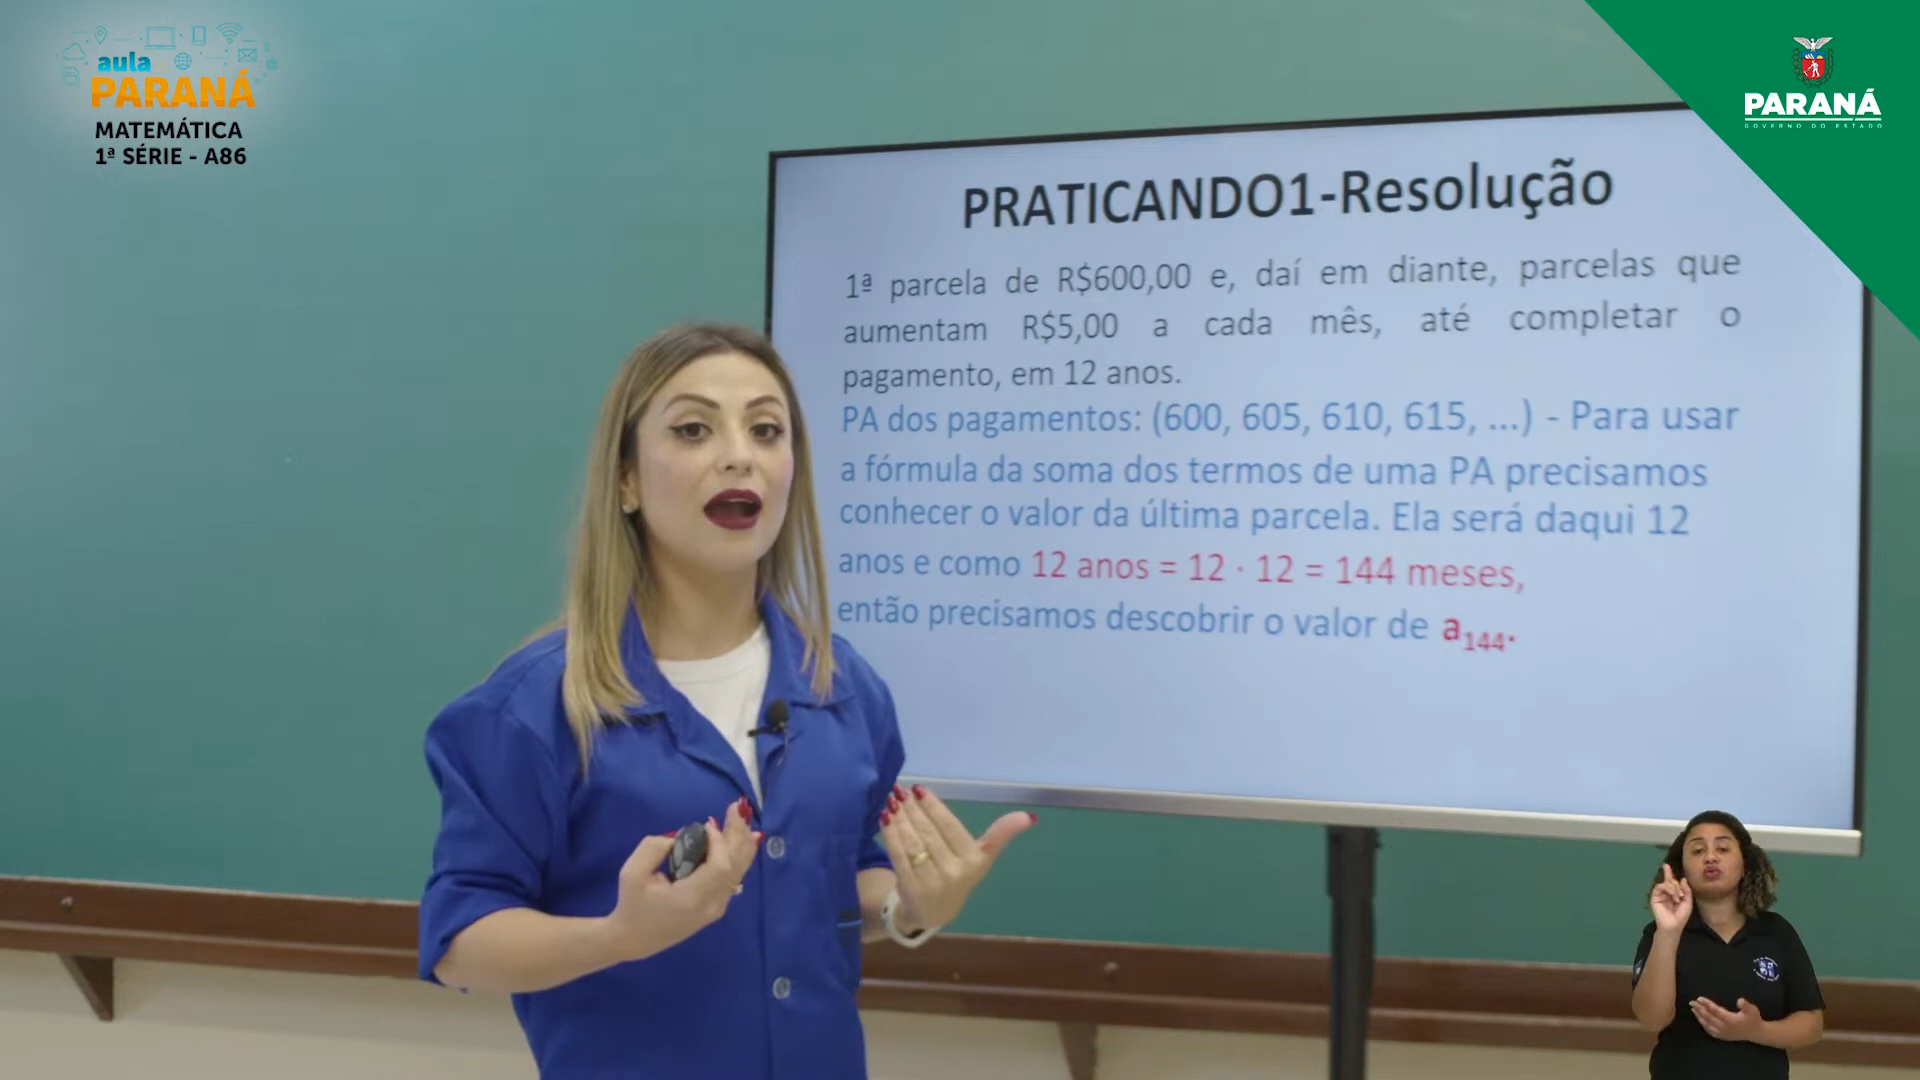 aula
PARANÁ
MATEMÁTICA
1ª SÉRIE - A86
PARANÁ
GOVERNO DO ESTADO
PRATICANDO1-Resolução
1ª parcela de R$600,00 e, daí em diante, parcelas que
aumentam R$5,00 a cada mês, até completar o
pagamento, em 12 anos.
PA dos pagamentos: (600, 605, 610, 615, ...) - Para usar
a fórmula da soma dos termos de uma PA precisamos
conhecer o valor da última parcela. Ela será daqui 12
anos e como 12 anos = 12 · 12 = 144 meses,
então precisamos descobrir o valor de a₁₄₄.